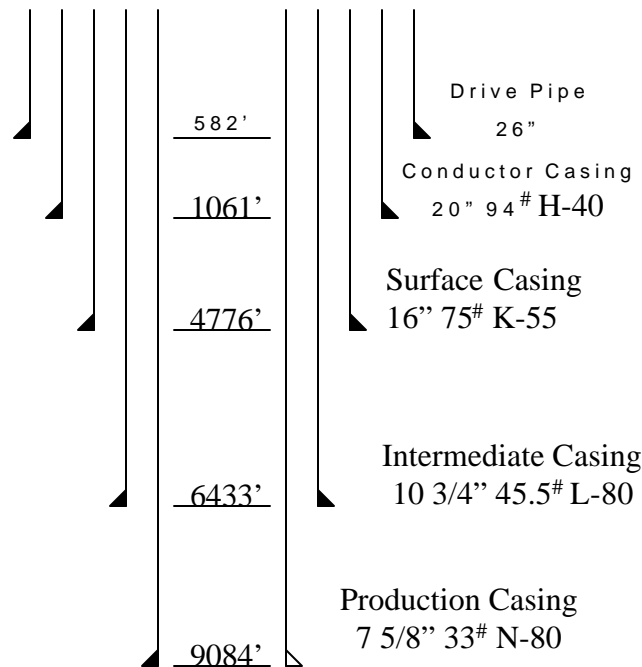 Drive Pipe
582’ 26”
Conductor Casing
1061’ 20” 94# H-40
Surface Casing
4776’ 16” 75# K-55
Intermediate Casing
6433’ 10 3/4” 45.5# L-80
Production Casing
7 5/8” 33# N-80
9084’